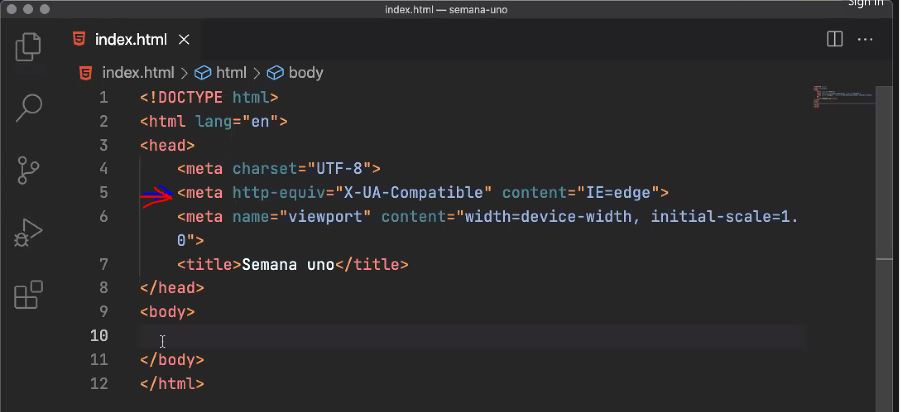 index.html — semana-uno
Sign in
index.html
index.html > html > body
1 <!DOCTYPE html>
2 <html lang="en">
3 <head>
4 <meta charset="UTF-8">
5 <meta http-equiv="X-UA-Compatible" content="IE=edge">
6 <meta name="viewport" content="width=device-width, initial-scale=1.
0">
7 <title>Semana uno</title>
8 </head>
9 <body>
10
11 </body>
12 </html>